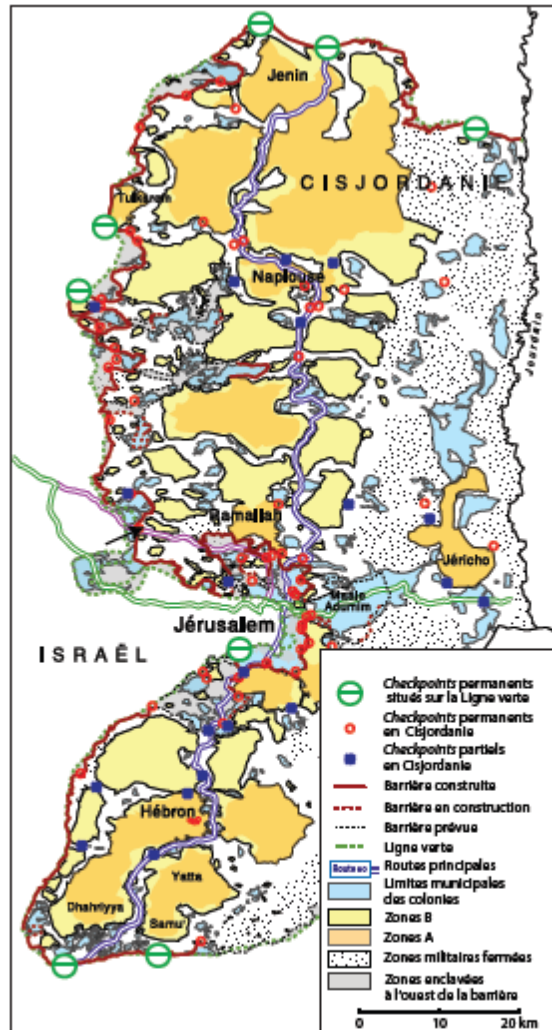 Jenin
CISJORDANIE
Tulkarem
Naplouse
Jourdain
Ramallah
Jéricho
Maale
Adumim
Jérusalem
ISRAËL
Hébron
Yatta
Dhahriyya
Samu'
Checkpoints permanents
situés sur la Ligne verte
Checkpoints permanents
en Cisjordanie
Checkpoints partiels
en Cisjordanie
Barrière construite
Barrière en construction
Barrière prévue
Ligne verte
Route 60
Routes principales
Limites municipales
des colonies
Zones B
Zones A
Zones militaires fermées
Zones enclavées
à l'ouest de la barrière
0 10 20 km